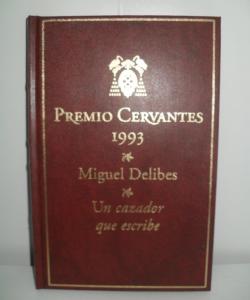 PREMIO CERVANTES
1993
Miguel Delibes
Un cazador
que escribe